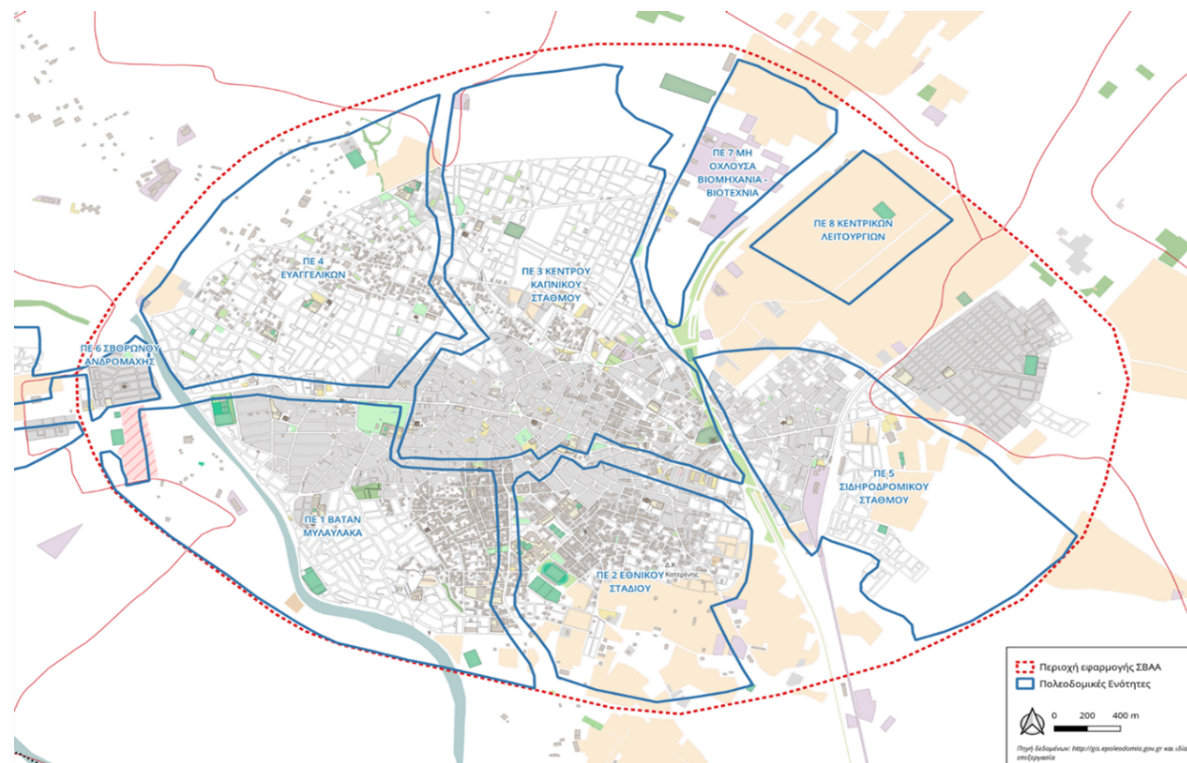 ΠΕ 7 ΜΗ
ΟΧΛΟΥΣΑ
ΒΙΟΜΗΧΑΝΙΑ -
ΒΙΟΤΕΧΝΙΑ
ΠΕ 8 ΚΕΝΤΡΙΚΩΝ
ΛΕΙΤΟΥΡΓΙΩΝ
ΠΕ 4
ΕΥΑΓΓΕΛΙΚΩΝ
ΠΕ 3 ΚΕΝΤΡΟΥ
ΚΑΠΝΙΚΟΥ
ΣΤΑΘΜΟΥ
ΠΕ 6 ΣΒΟΡΩΝΟΥ
ΑΝΔΡΟΜΑΧΗΣ
ΠΕ 5
ΣΙΔΗΡΟΔΡΟΜΙΚΟΥ
ΣΤΑΘΜΟΥ
ΠΕ 1 ΒΑΤΑΝ
ΜΥΛΑΥΛΑΚΑ
ΠΕ 2 ΕΘΝΙΚΟΥ
ΣΤΑΔΙΟΥ
Δ.Κ.
Κατερίνης
Περιοχή εφαρμογής ΣΒΑΑ
Πολεοδομικές Ενότητες
0 200 400 m
Πηγή δεδομένων: http://gis.epoleodomia.gov.gr και ιδία
επεξεργασία